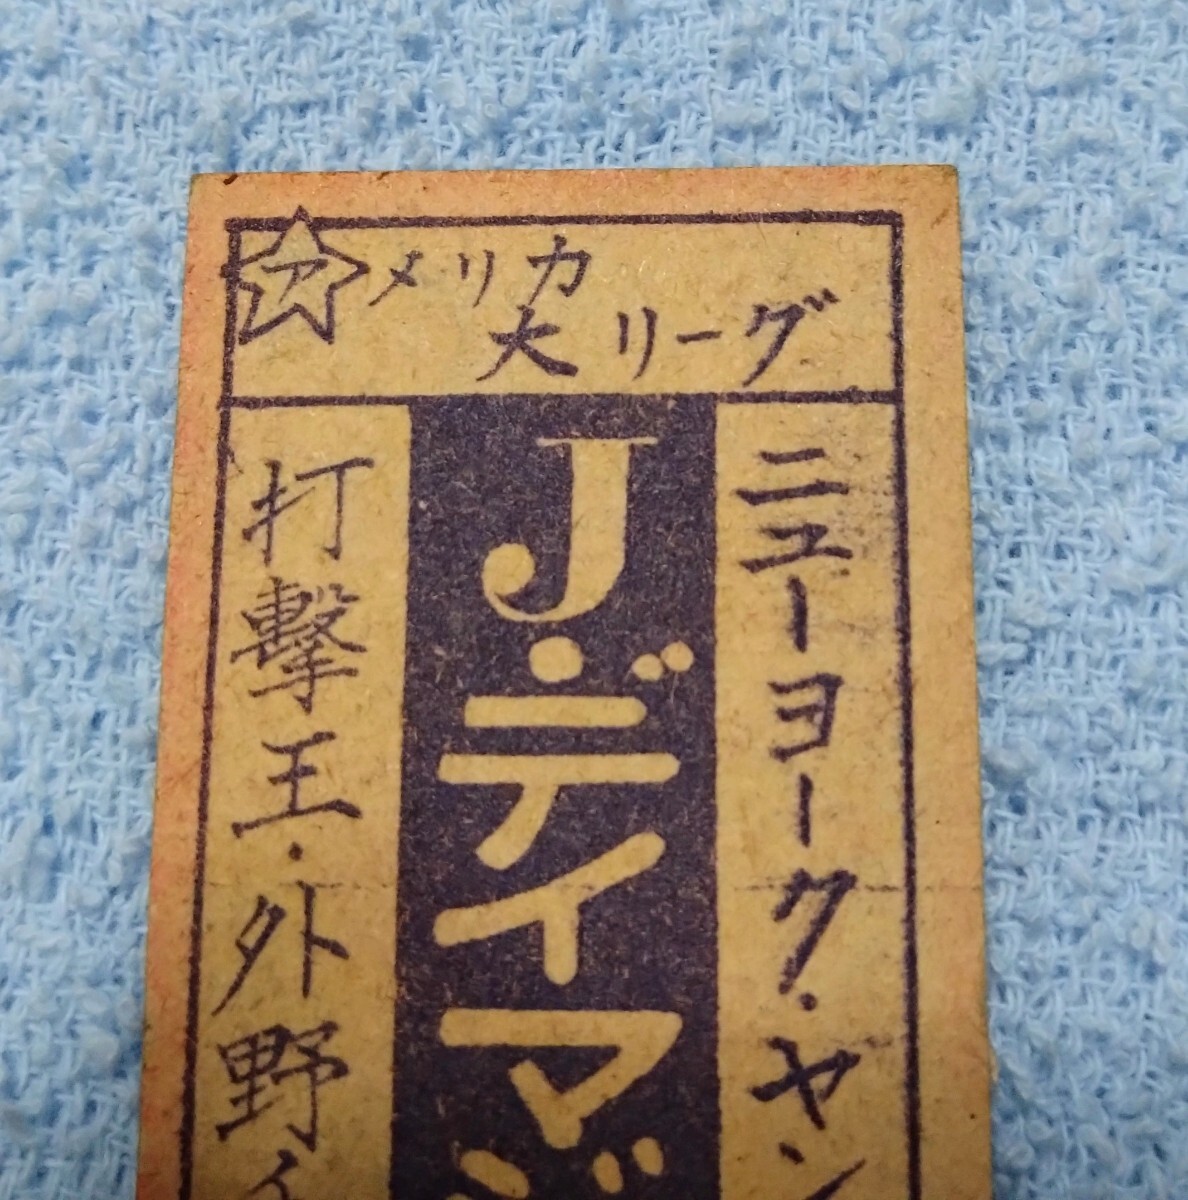 アメリカ
大リーグ
ニューヨーク・ヤン
J・ディマジ
打撃王・外野